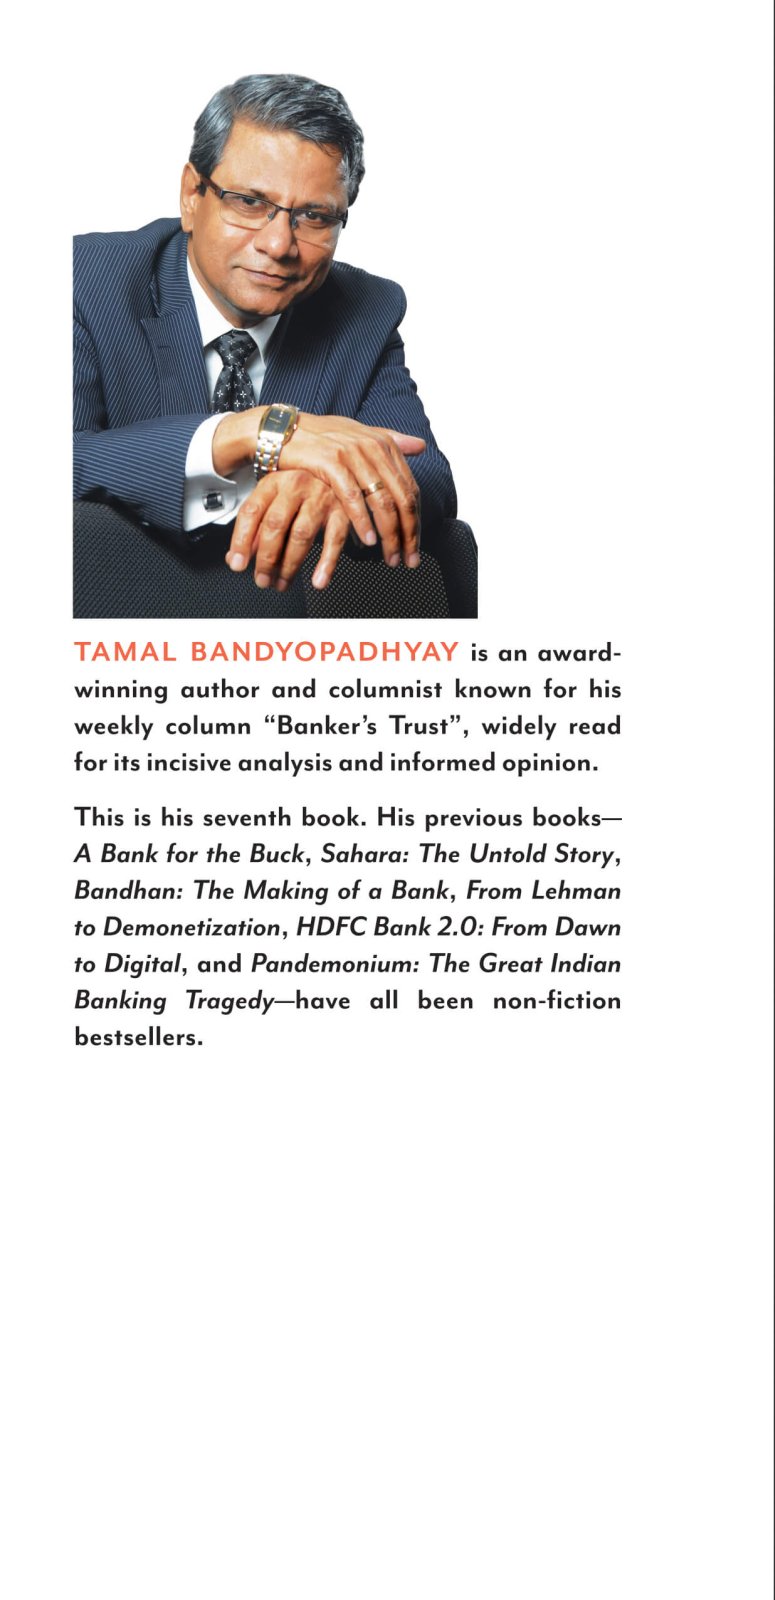 TAMAL BANDYOPADHYAY is an award-
winning author and columnist known for his
weekly column “Banker’s Trust”, widely read
for its incisive analysis and informed opinion.
This is his seventh book. His previous books—
A Bank for the Buck, Sahara: The Untold Story,
Bandhan: The Making of a Bank, From Lehman
to Demonetization, HDFC Bank 2.0: From Dawn
to Digital, and Pandemonium: The Great Indian
Banking Tragedy—have all been non-fiction
bestsellers.